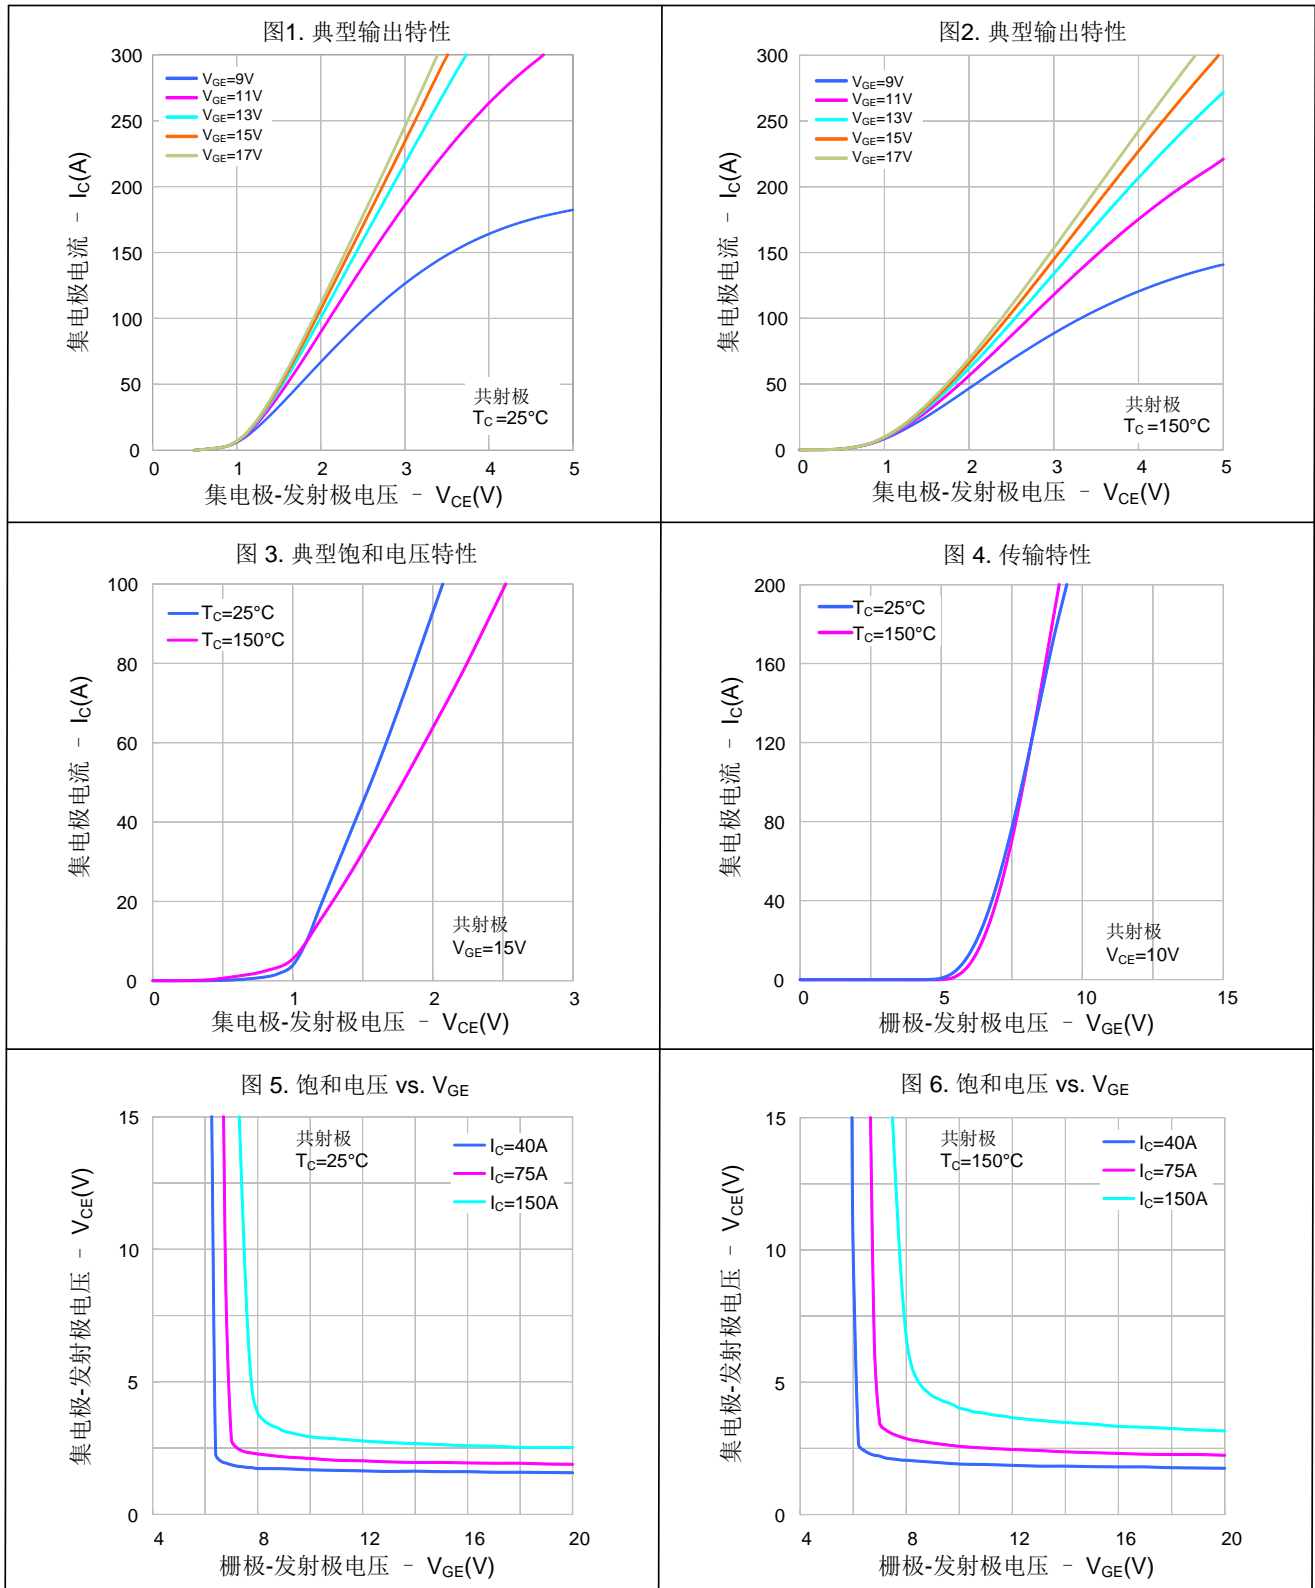 图1. 典型输出特性
300
250
200
150
100
50
0
0 1 2 3 4 5
VGE=9V
VGE=11V
VGE=13V
VGE=15V
VGE=17V
共射极
TC=25°C
集电极电流 - IC(A)
集电极-发射极电压 - VCE(V)
图2. 典型输出特性
300
250
200
150
100
50
0
0 1 2 3 4 5
VGE=9V
VGE=11V
VGE=13V
VGE=15V
VGE=17V
共射极
TC=150°C
集电极电流 - IC(A)
集电极-发射极电压 - VCE(V)
图 3. 典型饱和电压特性
100
80
60
40
20
0
0 1 2 3
TC=25°C
TC=150°C
共射极
VGE=15V
集电极电流 - IC(A)
集电极-发射极电压 - VCE(V)
图 4. 传输特性
200
160
120
80
40
0
0 5 10 15
TC=25°C
TC=150°C
共射极
VCE=10V
集电极电流 - IC(A)
栅极-发射极电压 - VGE(V)
图 5. 饱和电压 vs. VGE
15
10
5
0
4 8 12 16 20
共射极
TC=25°C
IC=40A
IC=75A
IC=150A
集电极-发射极电压 - VCE(V)
栅极-发射极电压 - VGE(V)
图 6. 饱和电压 vs. VGE
15
10
5
0
4 8 12 16 20
共射极
TC=150°C
IC=40A
IC=75A
IC=150A
集电极-发射极电压 - VCE(V)
栅极-发射极电压 - VGE(V)